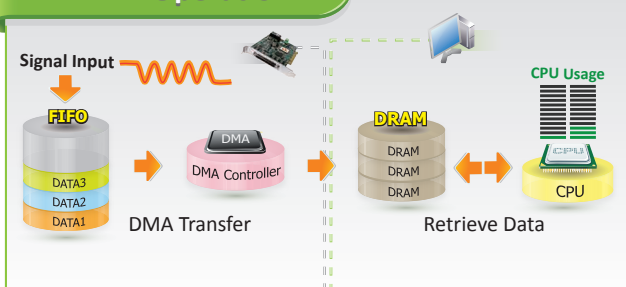 Signal Input
CPU Usage
FIFO
DRAM
DMA
DMA Controller
DRAM
DRAM
DRAM
CPU
CPU
DATA3
DATA2
DATA1
DMA Transfer
Retrieve Data